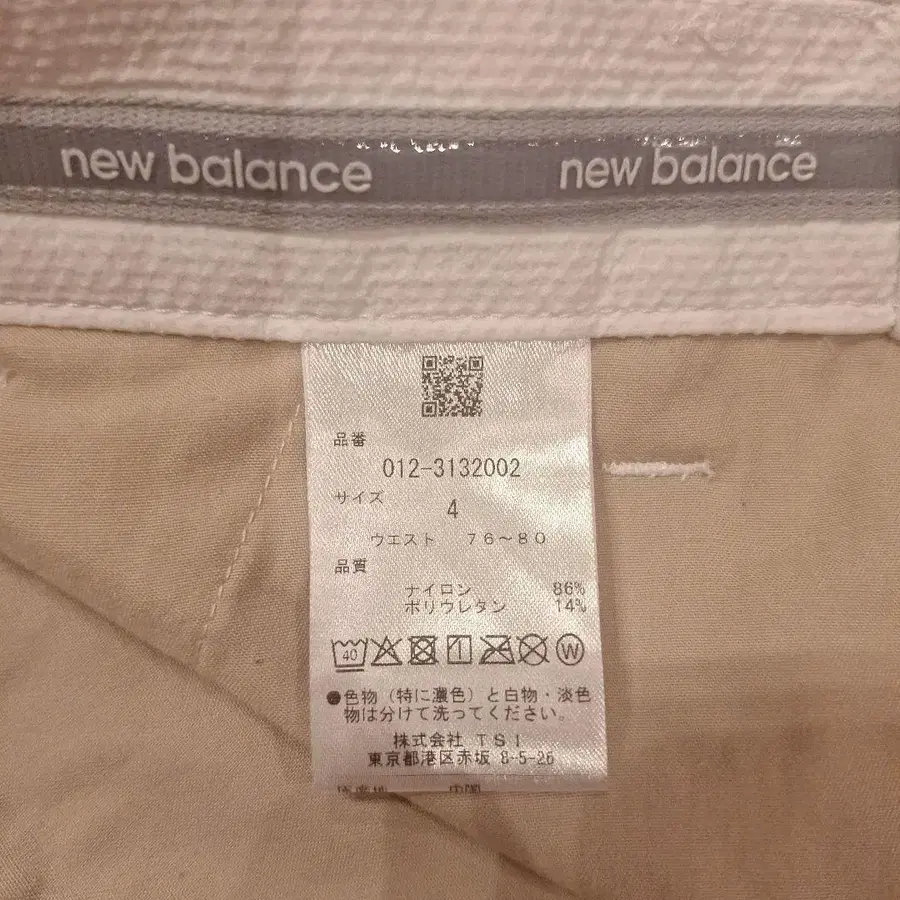 new balance new balance
品番
012-3132002
サイズ
4
ウエスト 76～80
品質
ナイロン 86%
ポリウレタン 14%
40 W
●色物（特に濃色）と白物・淡色
物は分けて洗ってください。
株式会社 TSI
東京都港区赤坂 8-5-26